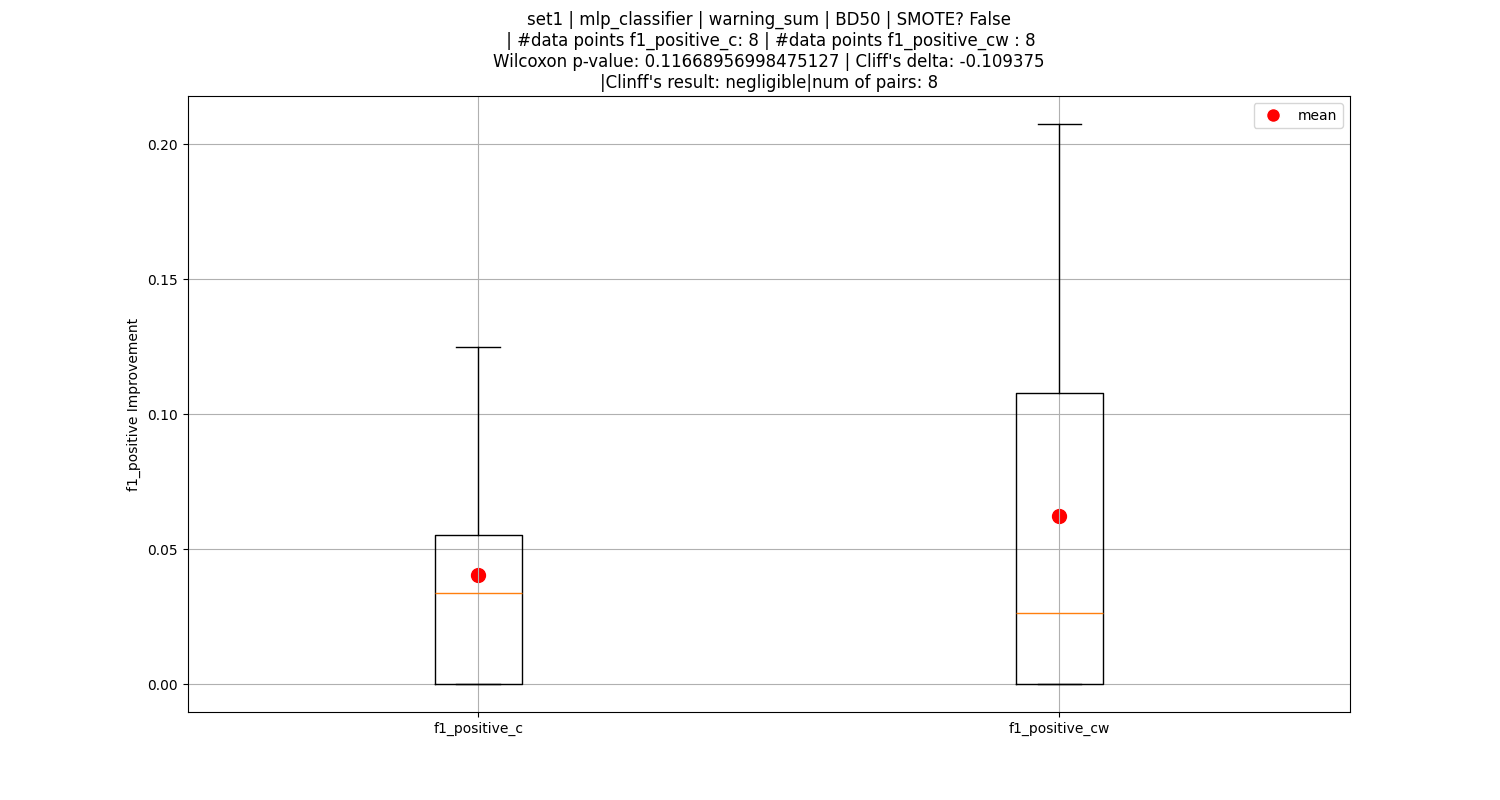 set1 | mlp_classifier | warning_sum | BD50 | SMOTE? False
| #data points f1_positive_c: 8 | #data points f1_positive_cw : 8
Wilcoxon p-value: 0.11668956998475127 | Cliff's delta: -0.109375
|Clinff's result: negligible|num of pairs: 8
mean
0.20
0.15
0.10
0.05
0.00
f1_positive Improvement
f1_positive_c
f1_positive_cw